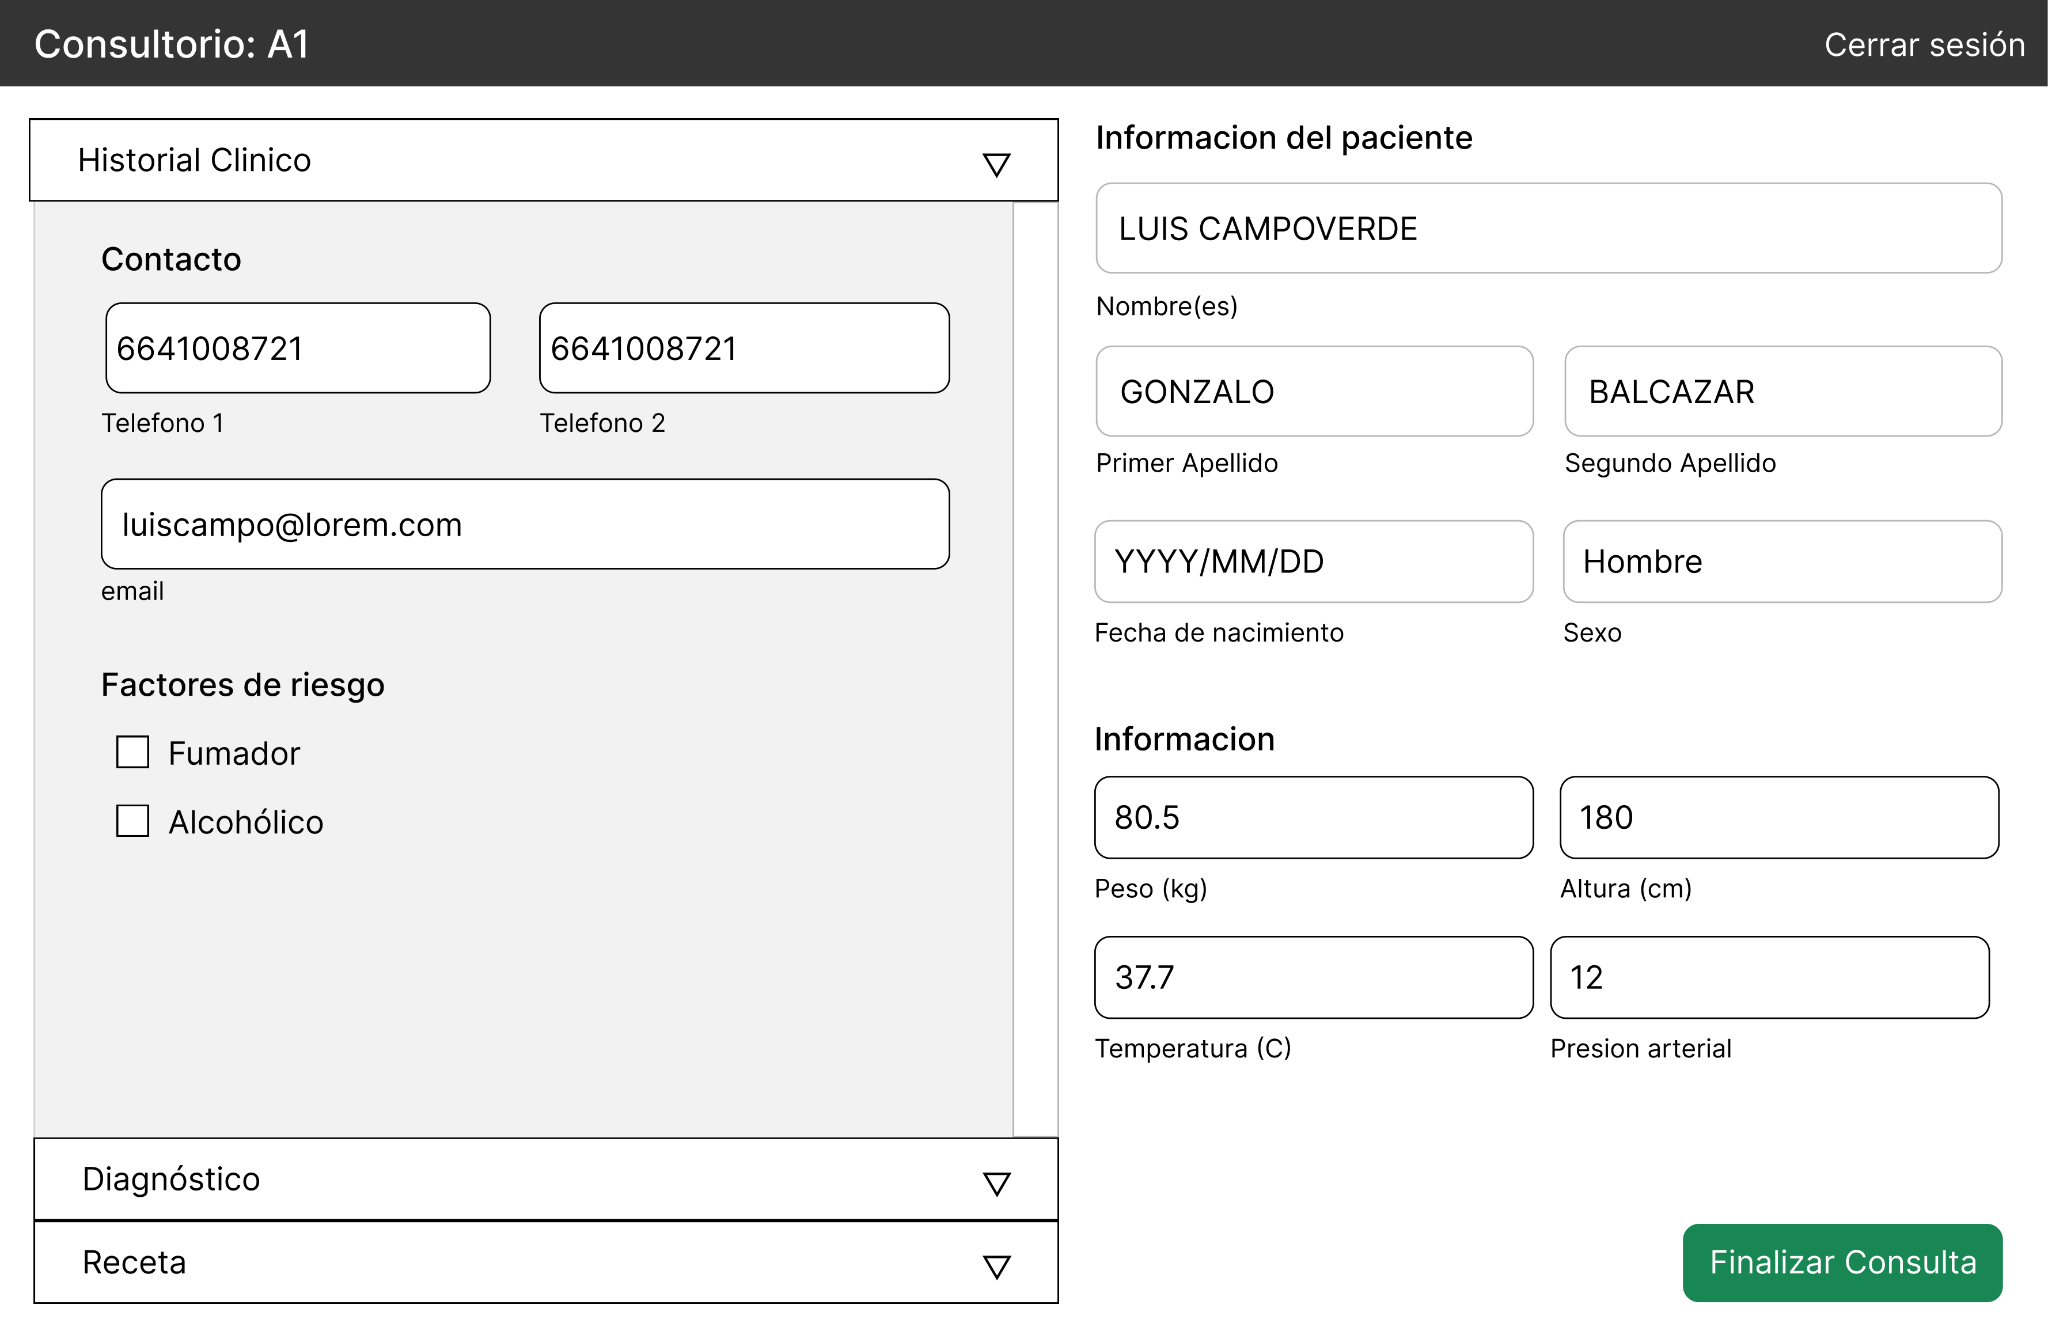 Consultorio: A1
Cerrar sesión
Historial Clinico
Contacto
6641008721
6641008721
Telefono 1
Telefono 2
luiscampo@lorem.com
email
Factores de riesgo
Fumador
Alcohólico
Diagnóstico
Receta
Informacion del paciente
LUIS CAMPOVERDE
Nombre(es)
GONZALO
BALCAZAR
Primer Apellido
Segundo Apellido
YYYY/MM/DD
Hombre
Fecha de nacimiento
Sexo
Informacion
80.5
180
Peso (kg)
Altura (cm)
37.7
12
Temperatura (C)
Presion arterial
Finalizar Consulta